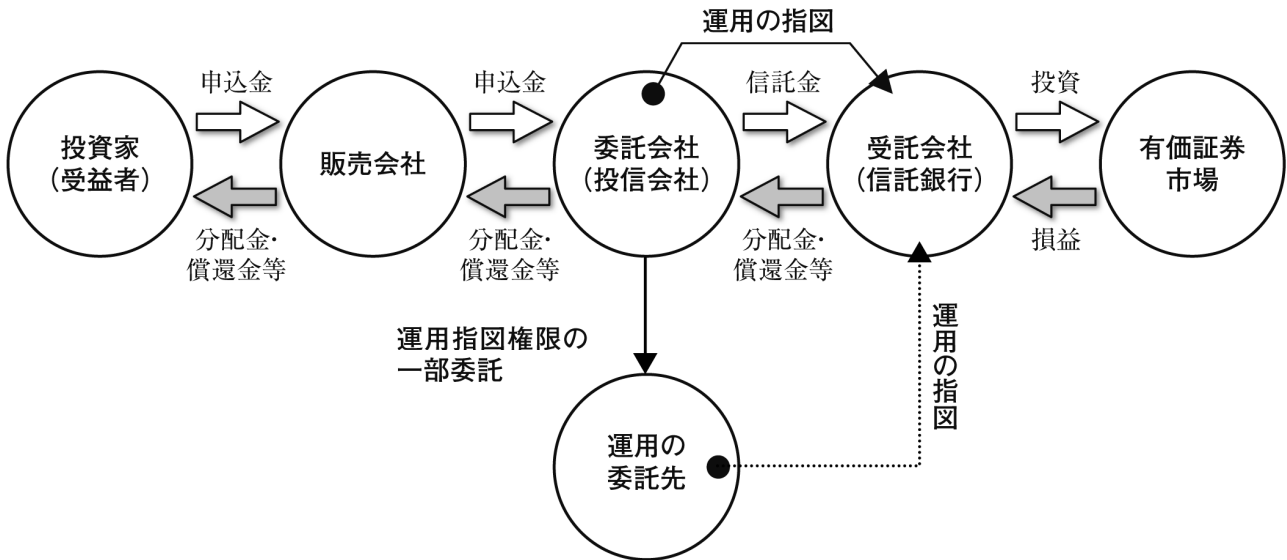 運用の指図
申込金
申込金
信託金
投資
投資家
（受益者）
販売会社
委託会社
（投信会社）
受託会社
（信託銀行）
有価証券
市場
分配金・
償還金等
分配金・
償還金等
分配金・
償還金等
損益
運用指図権限の
一部委託
運用の指図
運用の
委託先